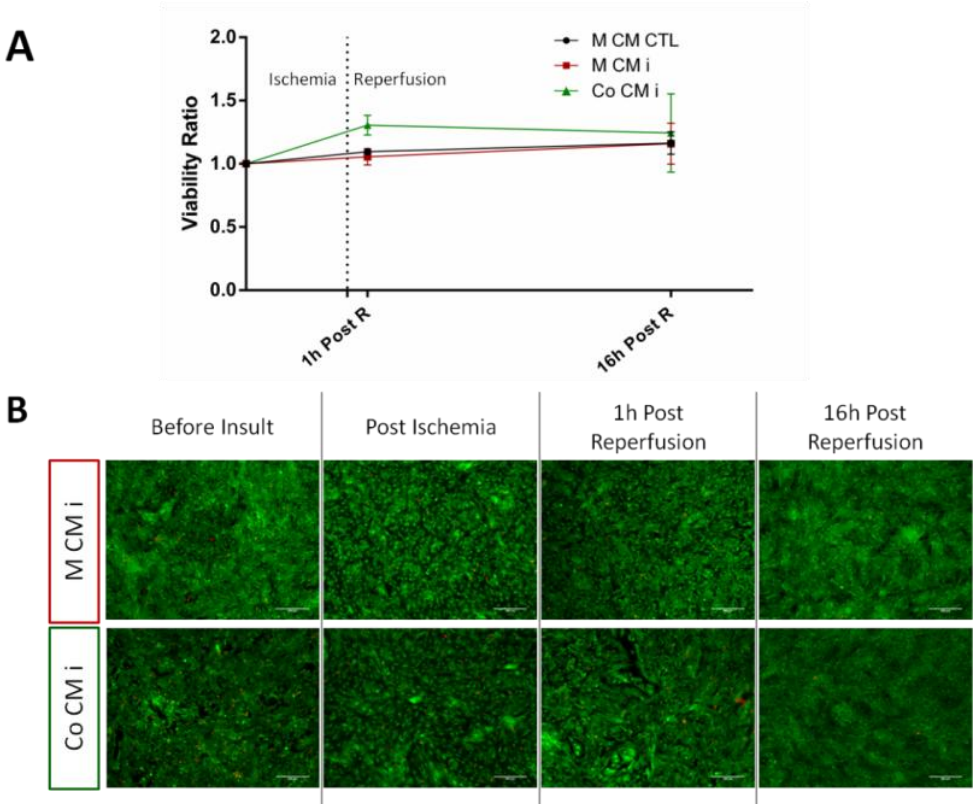 A
2.0
1.5
1.0
0.5
0.0
Viability Ratio
Ischemia
Reperfusion
M CM CTL
M CM i
Co CM i
1h Post R
16h Post R
B
Before Insult
Post Ischemia
1h Post
Reperfusion
16h Post
Reperfusion
M CM i
Co CM i